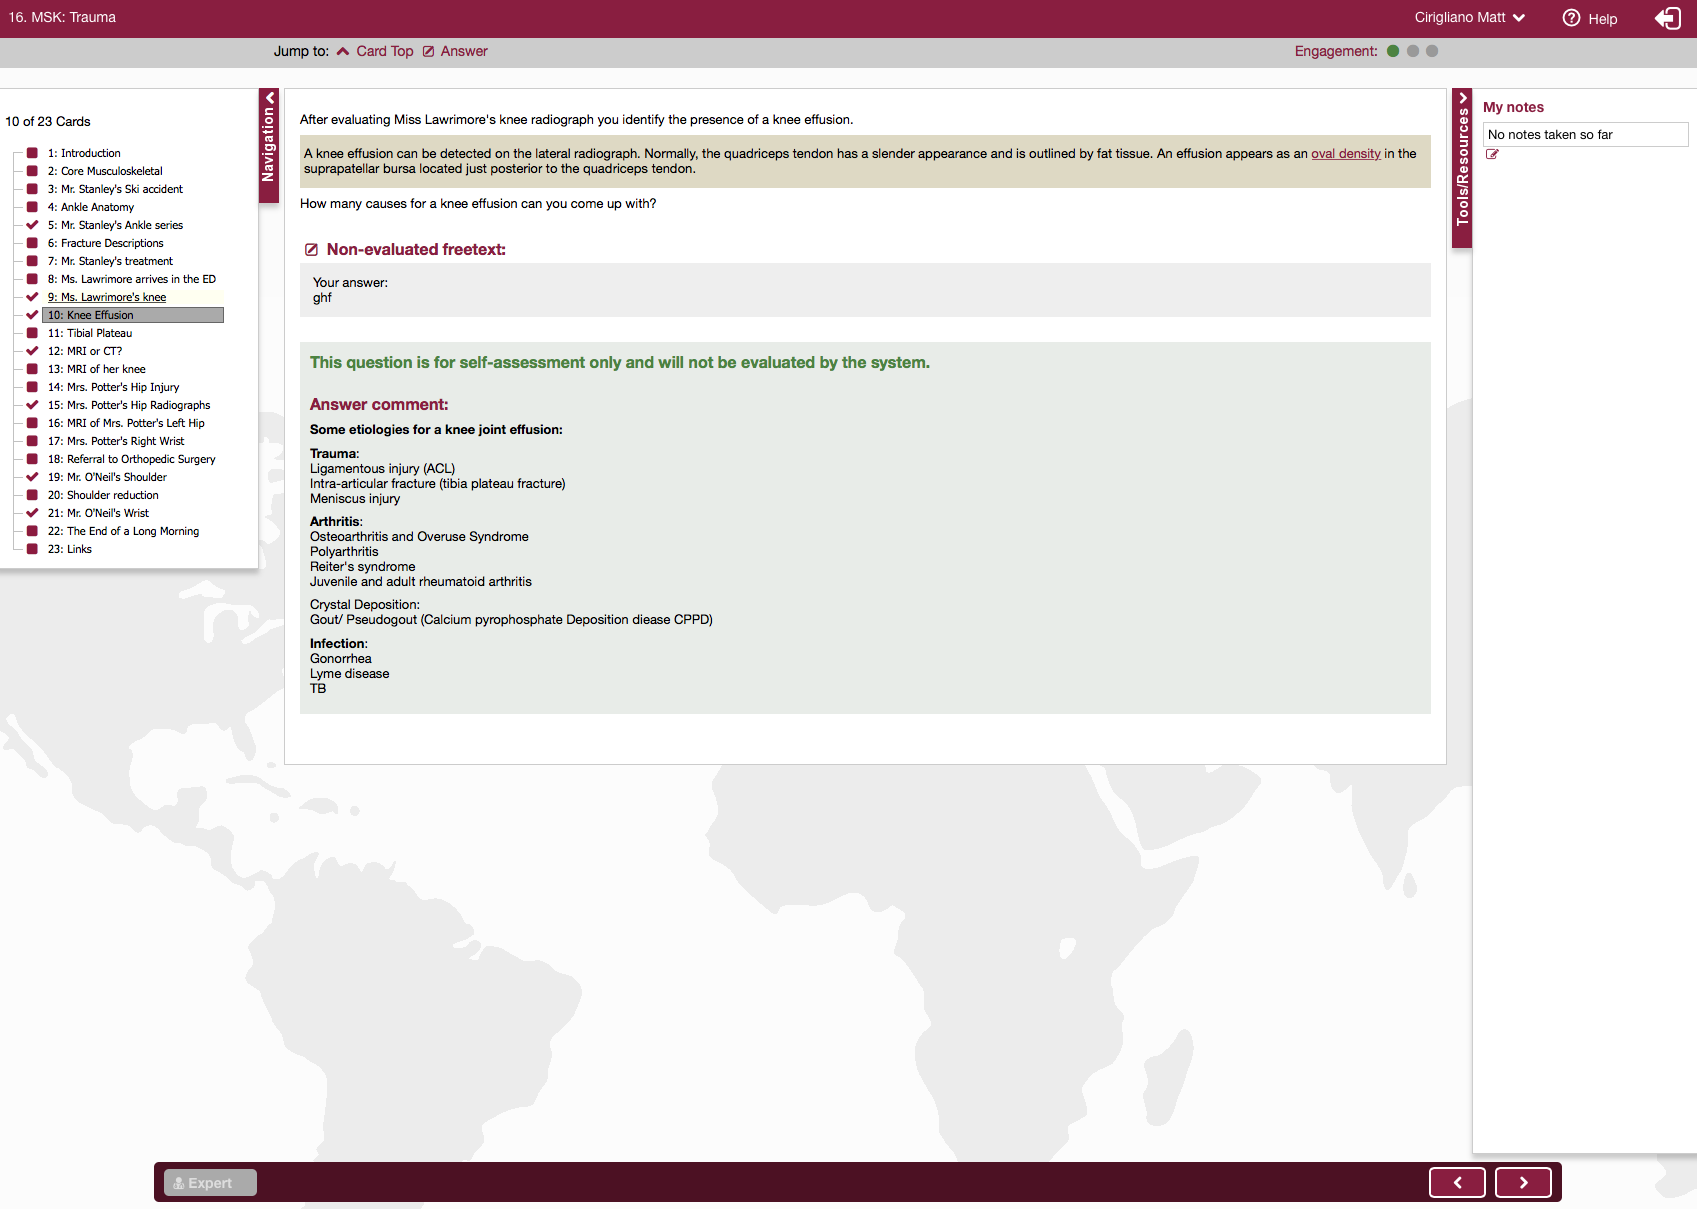 16. MSK: Trauma
Cirigliano Matt
Help
Jump to: Card Top Answer
Engagement:
10 of 23 Cards
1: Introduction
2: Core Musculoskeletal
3: Mr. Stanley's Ski accident
4: Ankle Anatomy
5: Mr. Stanley's Ankle series
6: Fracture Descriptions
7: Mr. Stanley's treatment
8: Ms. Lawrimore arrives in the ED
9: Ms. Lawrimore's knee
10: Knee Effusion
11: Tibial Plateau
12: MRI or CT?
13: MRI of her knee
14: Mrs. Potter's Hip Injury
15: Mrs. Potter's Hip Radiographs
16: MRI of Mrs. Potter's Left Hip
17: Mrs. Potter's Right Wrist
18: Referral to Orthopedic Surgery
19: Mr. O'Neil's Shoulder
20: Shoulder reduction
21: Mr. O'Neil's Wrist
22: The End of a Long Morning
23: Links
Navigation
After evaluating Miss Lawrimore's knee radiograph you identify the presence of a knee effusion.
A knee effusion can be detected on the lateral radiograph. Normally, the quadriceps tendon has a slender appearance and is outlined by fat tissue. An effusion appears as an oval density in the
suprapatellar bursa located just posterior to the quadriceps tendon.
How many causes for a knee effusion can you come up with?
Non-evaluated freetext:
Your answer:
ghf
This question is for self-assessment only and will not be evaluated by the system.
Answer comment:
Some etiologies for a knee joint effusion:
Trauma:
Ligamentous injury (ACL)
Intra-articular fracture (tibia plateau fracture)
Meniscus injury
Arthritis:
Osteoarthritis and Overuse Syndrome
Polyarthritis
Reiter's syndrome
Juvenile and adult rheumatoid arthritis
Crystal Deposition:
Gout/ Pseudogout (Calcium pyrophosphate Deposition diease CPPD)
Infection:
Gonorrhea
Lyme disease
TB
Tools/Resources
My notes
No notes taken so far
Expert